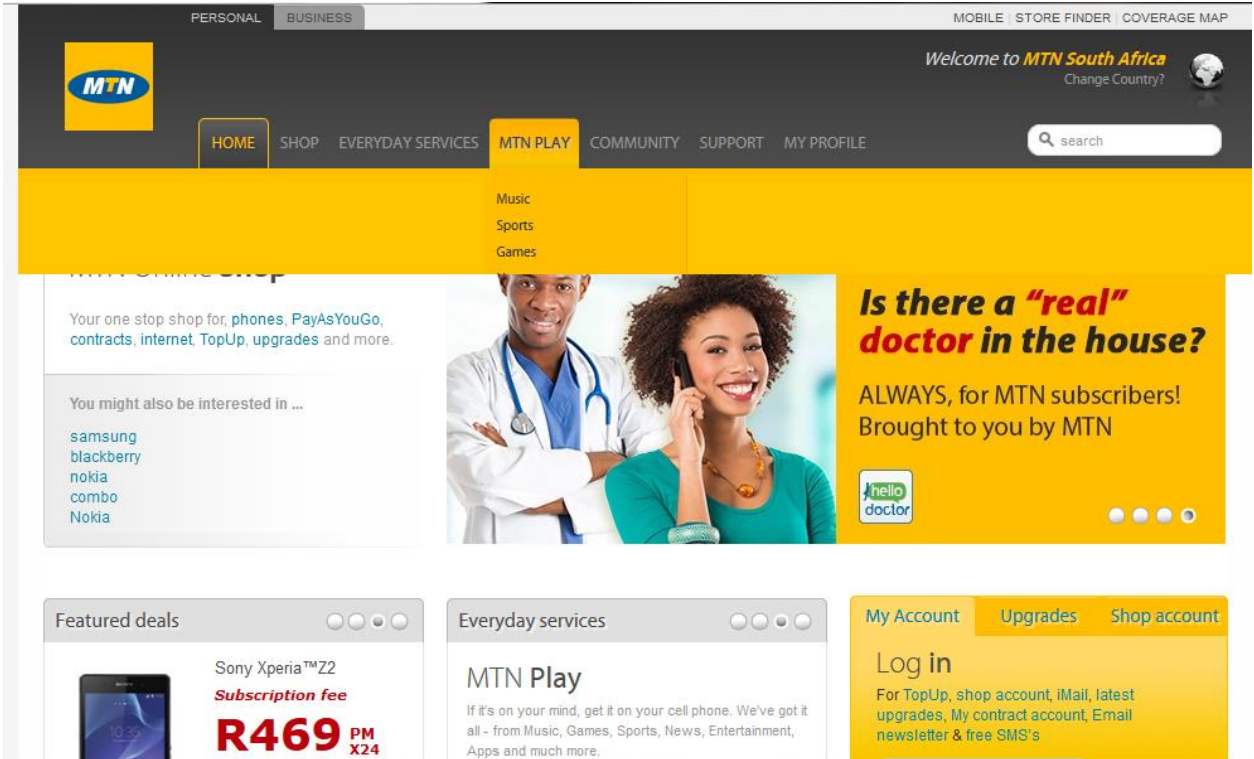 PERSONAL BUSINESS
MOBILE | STORE FINDER | COVERAGE MAP
MTN
Welcome to MTN South Africa
Change Country?
HOME SHOP EVERYDAY SERVICES MTN PLAY COMMUNITY SUPPORT MY PROFILE
search
Music
Sports
Games
MTN Online Shop
Your one stop shop for, phones, PayAsYouGo,
contracts, internet, TopUp, upgrades and more.
You might also be interested in ...
samsung
blackberry
nokia
combo
Nokia
Is there a “real”
doctor in the house?
ALWAYS, for MTN subscribers!
Brought to you by MTN
hello
doctor
Featured deals
Sony Xperia™Z2
Subscription fee
R469 PM
X24
10:35
Everyday services
MTN Play
If it's on your mind, get it on your cell phone. We've got it
all - from Music, Games, Sports, News, Entertainment,
Apps and much more.
My Account Upgrades Shop account
Log in
For TopUp, shop account, iMail, latest
upgrades, My contract account, Email
newsletter & free SMS's